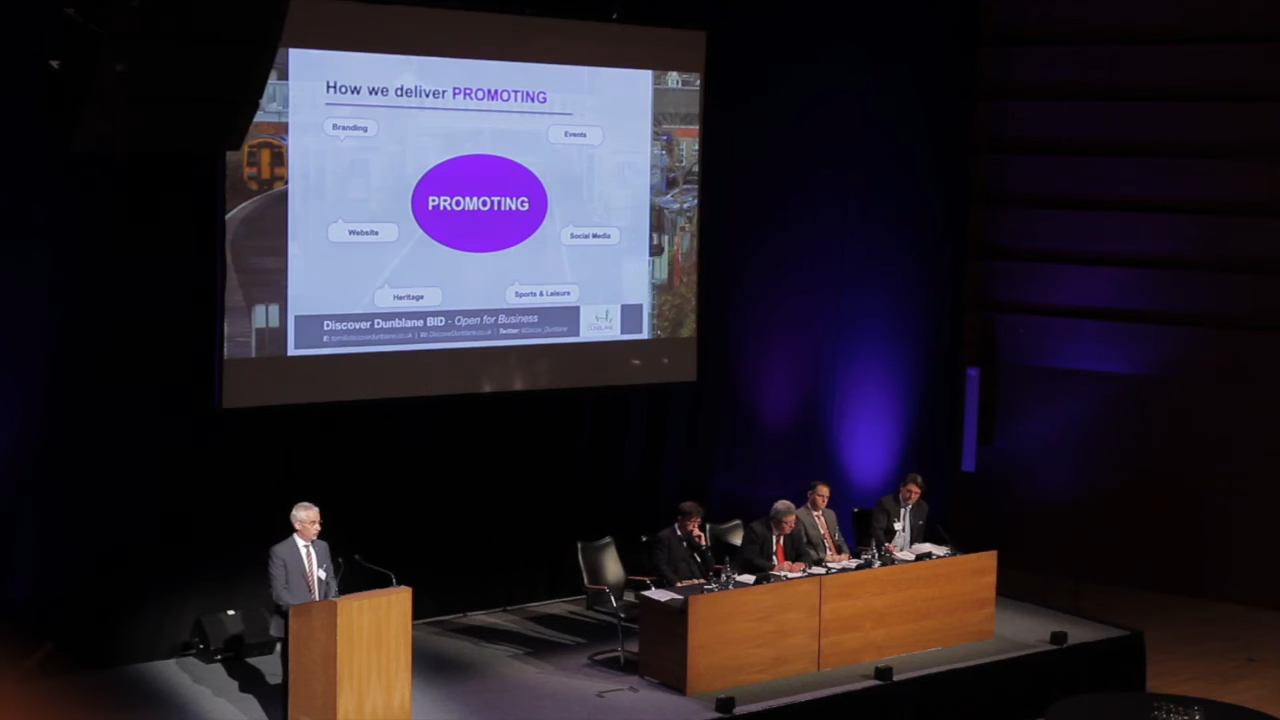 How we deliver PROMOTING
Branding
Events
PROMOTING
Website
Social Media
Heritage
Sports & Leisure
Discover Dunblane BID - Open for Business
DUNBLANE